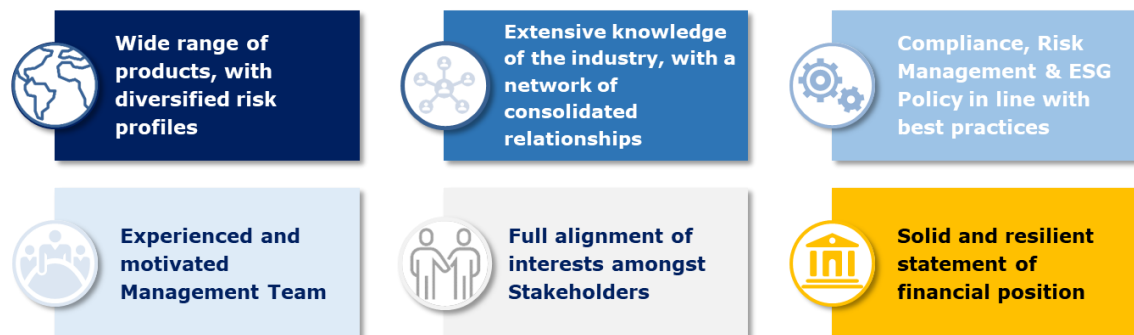 Wide range of
products, with
diversified risk
profiles
Extensive knowledge
of the industry, with a
network of
consolidated
relationships
Compliance, Risk
Management & ESG
Policy in line with
best practices
Experienced and
motivated
Management Team
Full alignment of
interests amongst
Stakeholders
Solid and resilient
statement of
financial position